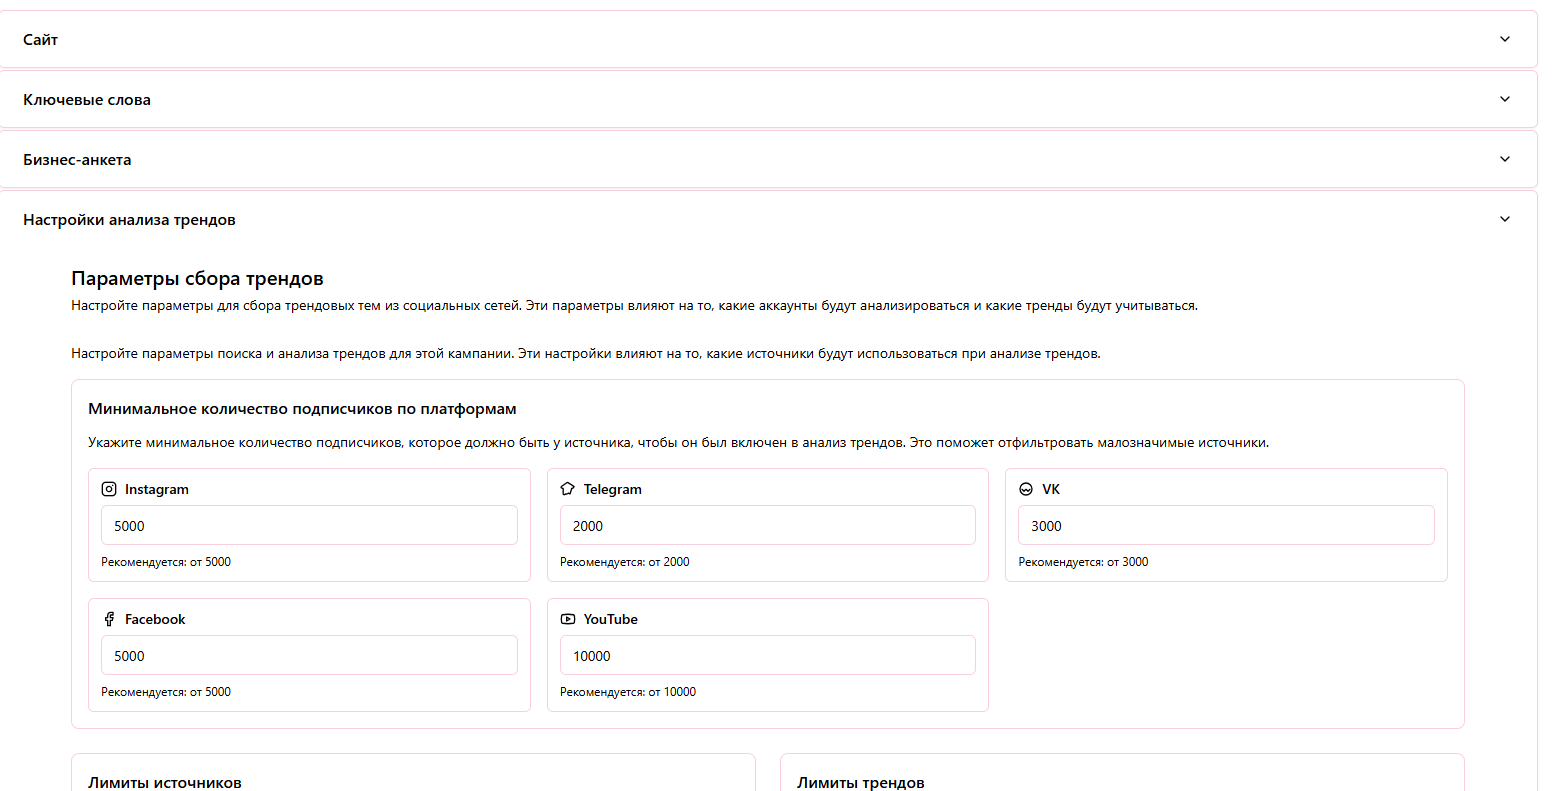 Сайт
Ключевые слова
Бизнес-анкета
Настройки анализа трендов
Параметры сбора трендов
Настройте параметры для сбора трендовых тем из социальных сетей. Эти параметры влияют на то, какие аккаунты будут анализироваться и какие тренды будут учитываться.
Настройте параметры поиска и анализа трендов для этой кампании. Эти настройки влияют на то, какие источники будут использоваться при анализе трендов.
Минимальное количество подписчиков по платформам
Укажите минимальное количество подписчиков, которое должно быть у источника, чтобы он был включен в анализ трендов. Это поможет отфильтровать малозначимые источники.
Instagram
5000
Рекомендуется: от 5000
Telegram
2000
Рекомендуется: от 2000
VK
3000
Рекомендуется: от 3000
Facebook
5000
Рекомендуется: от 5000
YouTube
10000
Рекомендуется: от 10000
Лимиты источников
Лимиты трендов